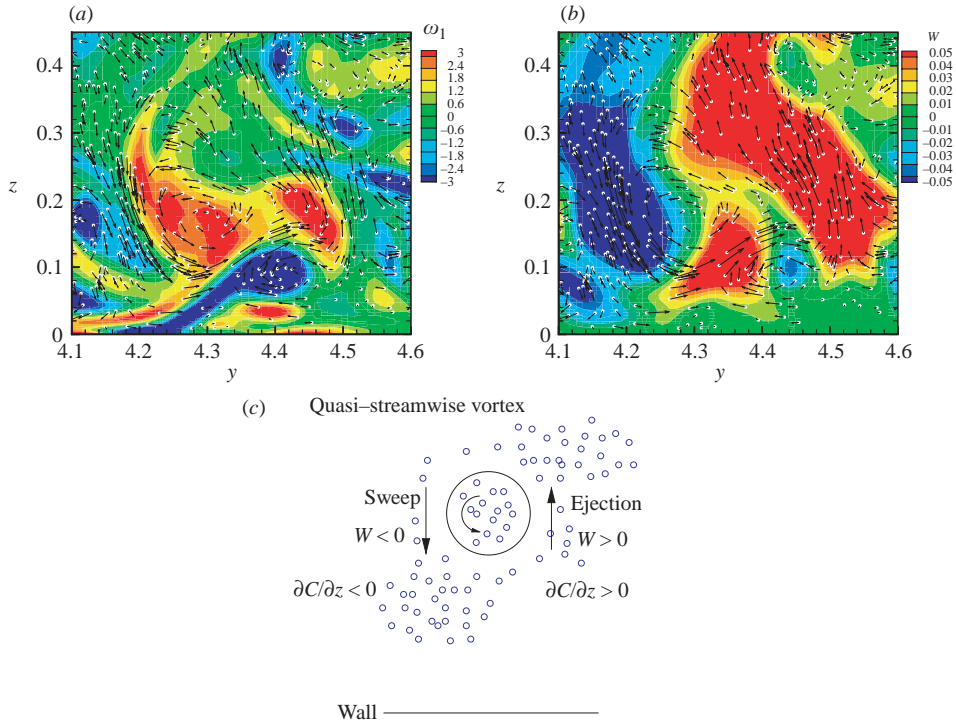 (a)
ω1
3
2.4
1.8
1.2
0.6
0
–0.6
–1.2
–1.8
–2.4
–3
0.4
0.3
z
0.2
0.1
0
4.1 4.2 4.3 4.4 4.5 4.6
y
(b)
W
0.05
0.04
0.03
0.02
0.01
0
–0.01
–0.02
–0.03
–0.04
–0.05
0.4
0.3
z
0.2
0.1
0
4.1 4.2 4.3 4.4 4.5 4.6
y
(c) Quasi–streamwise vortex
Sweep
W < 0
∂C/∂z < 0
Ejection
W > 0
∂C/∂z > 0
Wall